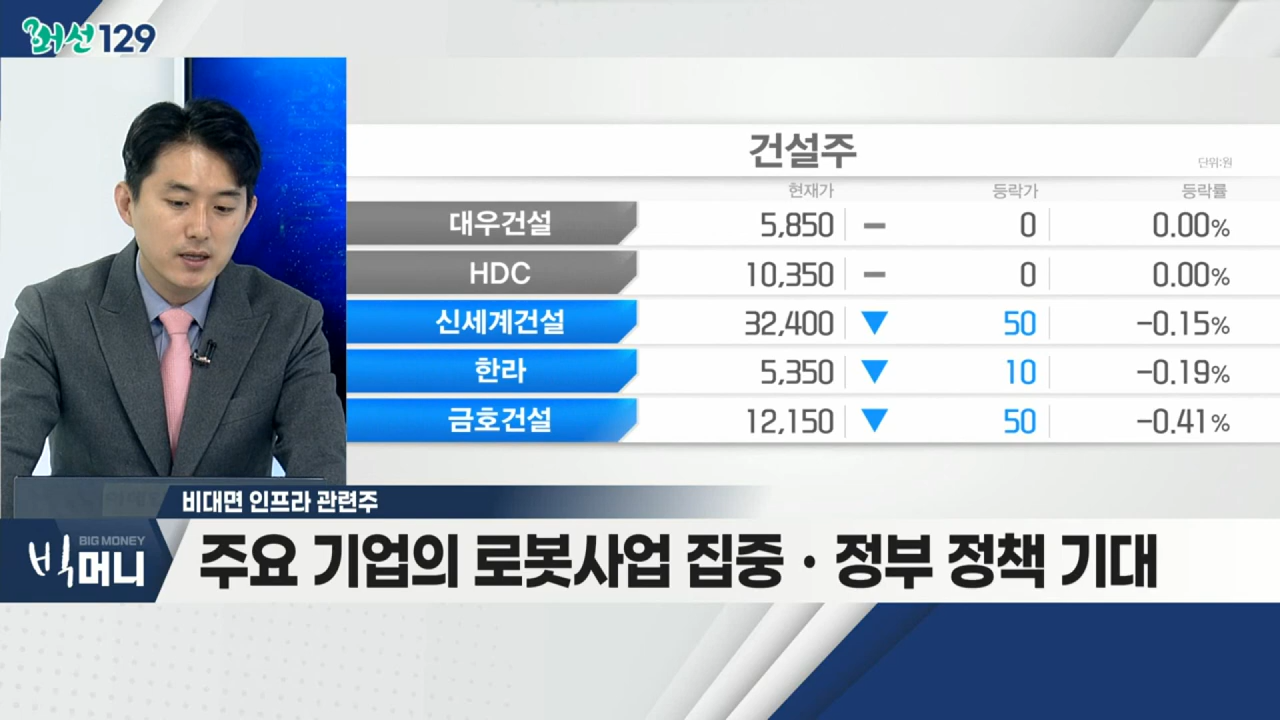 머선129
건설주
단위:원
현재가 등락가 등락률
대우건설 5,850 – 0 0.00%
HDC 10,350 – 0 0.00%
신세계건설 32,400 ▼ 50 -0.15%
한라 5,350 ▼ 10 -0.19%
금호건설 12,150 ▼ 50 -0.41%
비대면 인프라 관련주
BIG MONEY
빅머니
주요 기업의 로봇사업 집중·정부 정책 기대